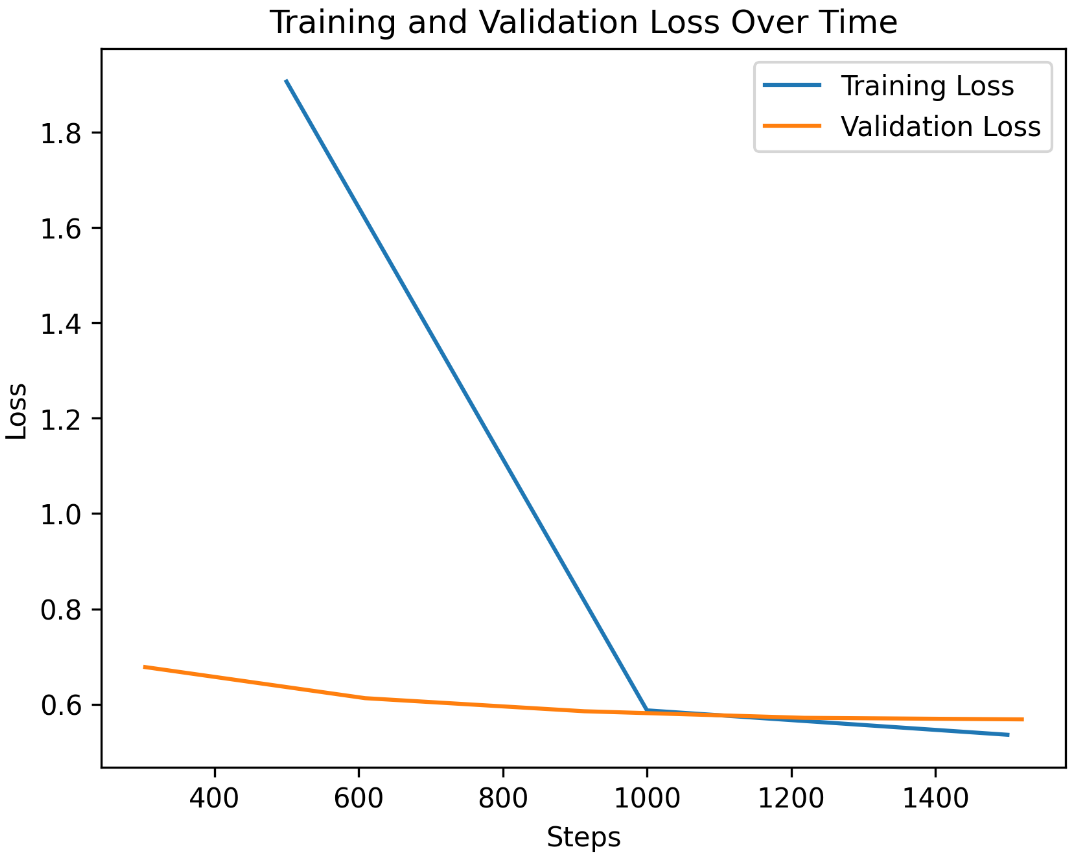 Training and Validation Loss Over Time
Training Loss
Validation Loss
1.8
1.6
1.4
1.2
1.0
0.8
0.6
Loss
400 600 800 1000 1200 1400
Steps